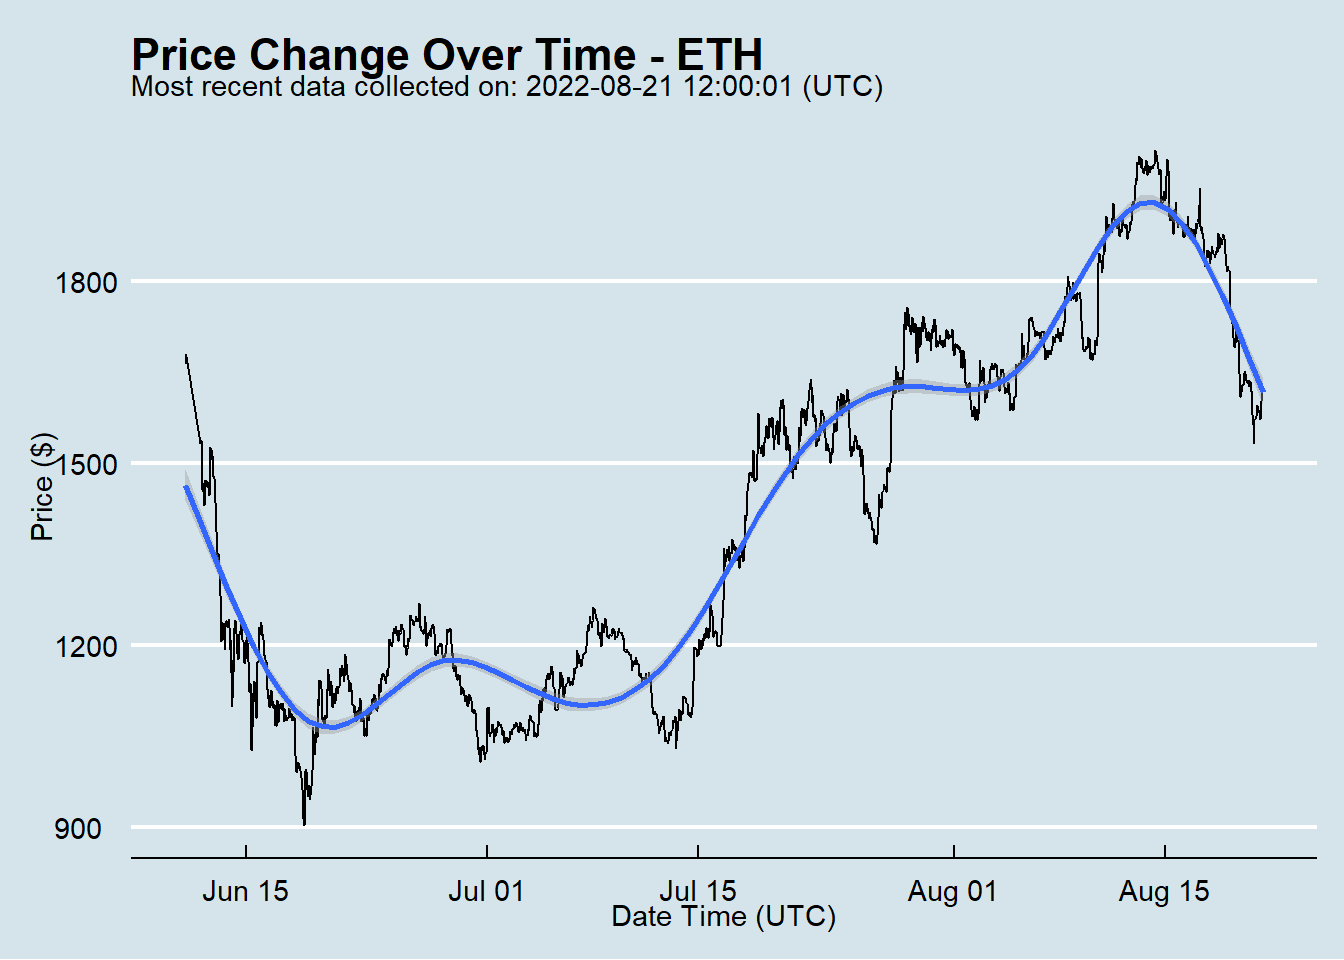 Price Change Over Time - ETH
Most recent data collected on: 2022-08-21 12:00:01 (UTC)
Price ($)
1800
1500
1200
900
Jun 15 Jul 01 Jul 15 Aug 01 Aug 15
Date Time (UTC)